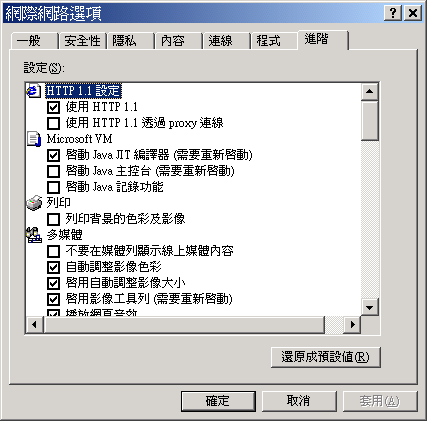 網際網路選項
一般 安全性 隱私 內容 連線 程式 進階
設定(S):
HTTP 1.1 設定
使用 HTTP 1.1
使用 HTTP 1.1 透過 proxy 連線
Microsoft VM
啟動 Java JIT 編譯器 (需要重新啟動)
啟動 Java 主控台 (需要重新啟動)
啟動 Java 記錄功能
列印
列印背景的色彩及影像
多媒體
不要在媒體列顯示線上媒體內容
自動調整影像色彩
啟用自動調整影像大小
啟用影像工具列 (需要重新啟動)
播放網頁音效
還原成預設值(R)
確定 取消 套用(A)